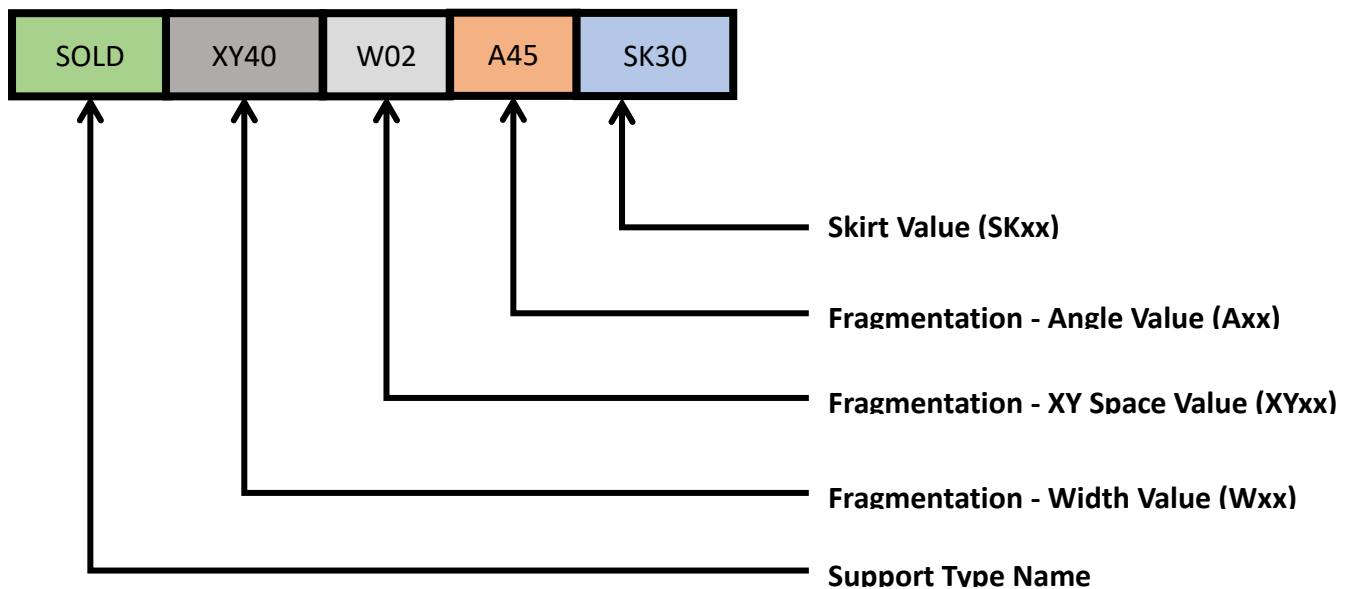 SOLD XY40 W02 A45 SK30
Skirt Value (SKxx)
Fragmentation - Angle Value (Axx)
Fragmentation - XY Space Value (XYxx)
Fragmentation - Width Value (Wxx)
Support Type Name